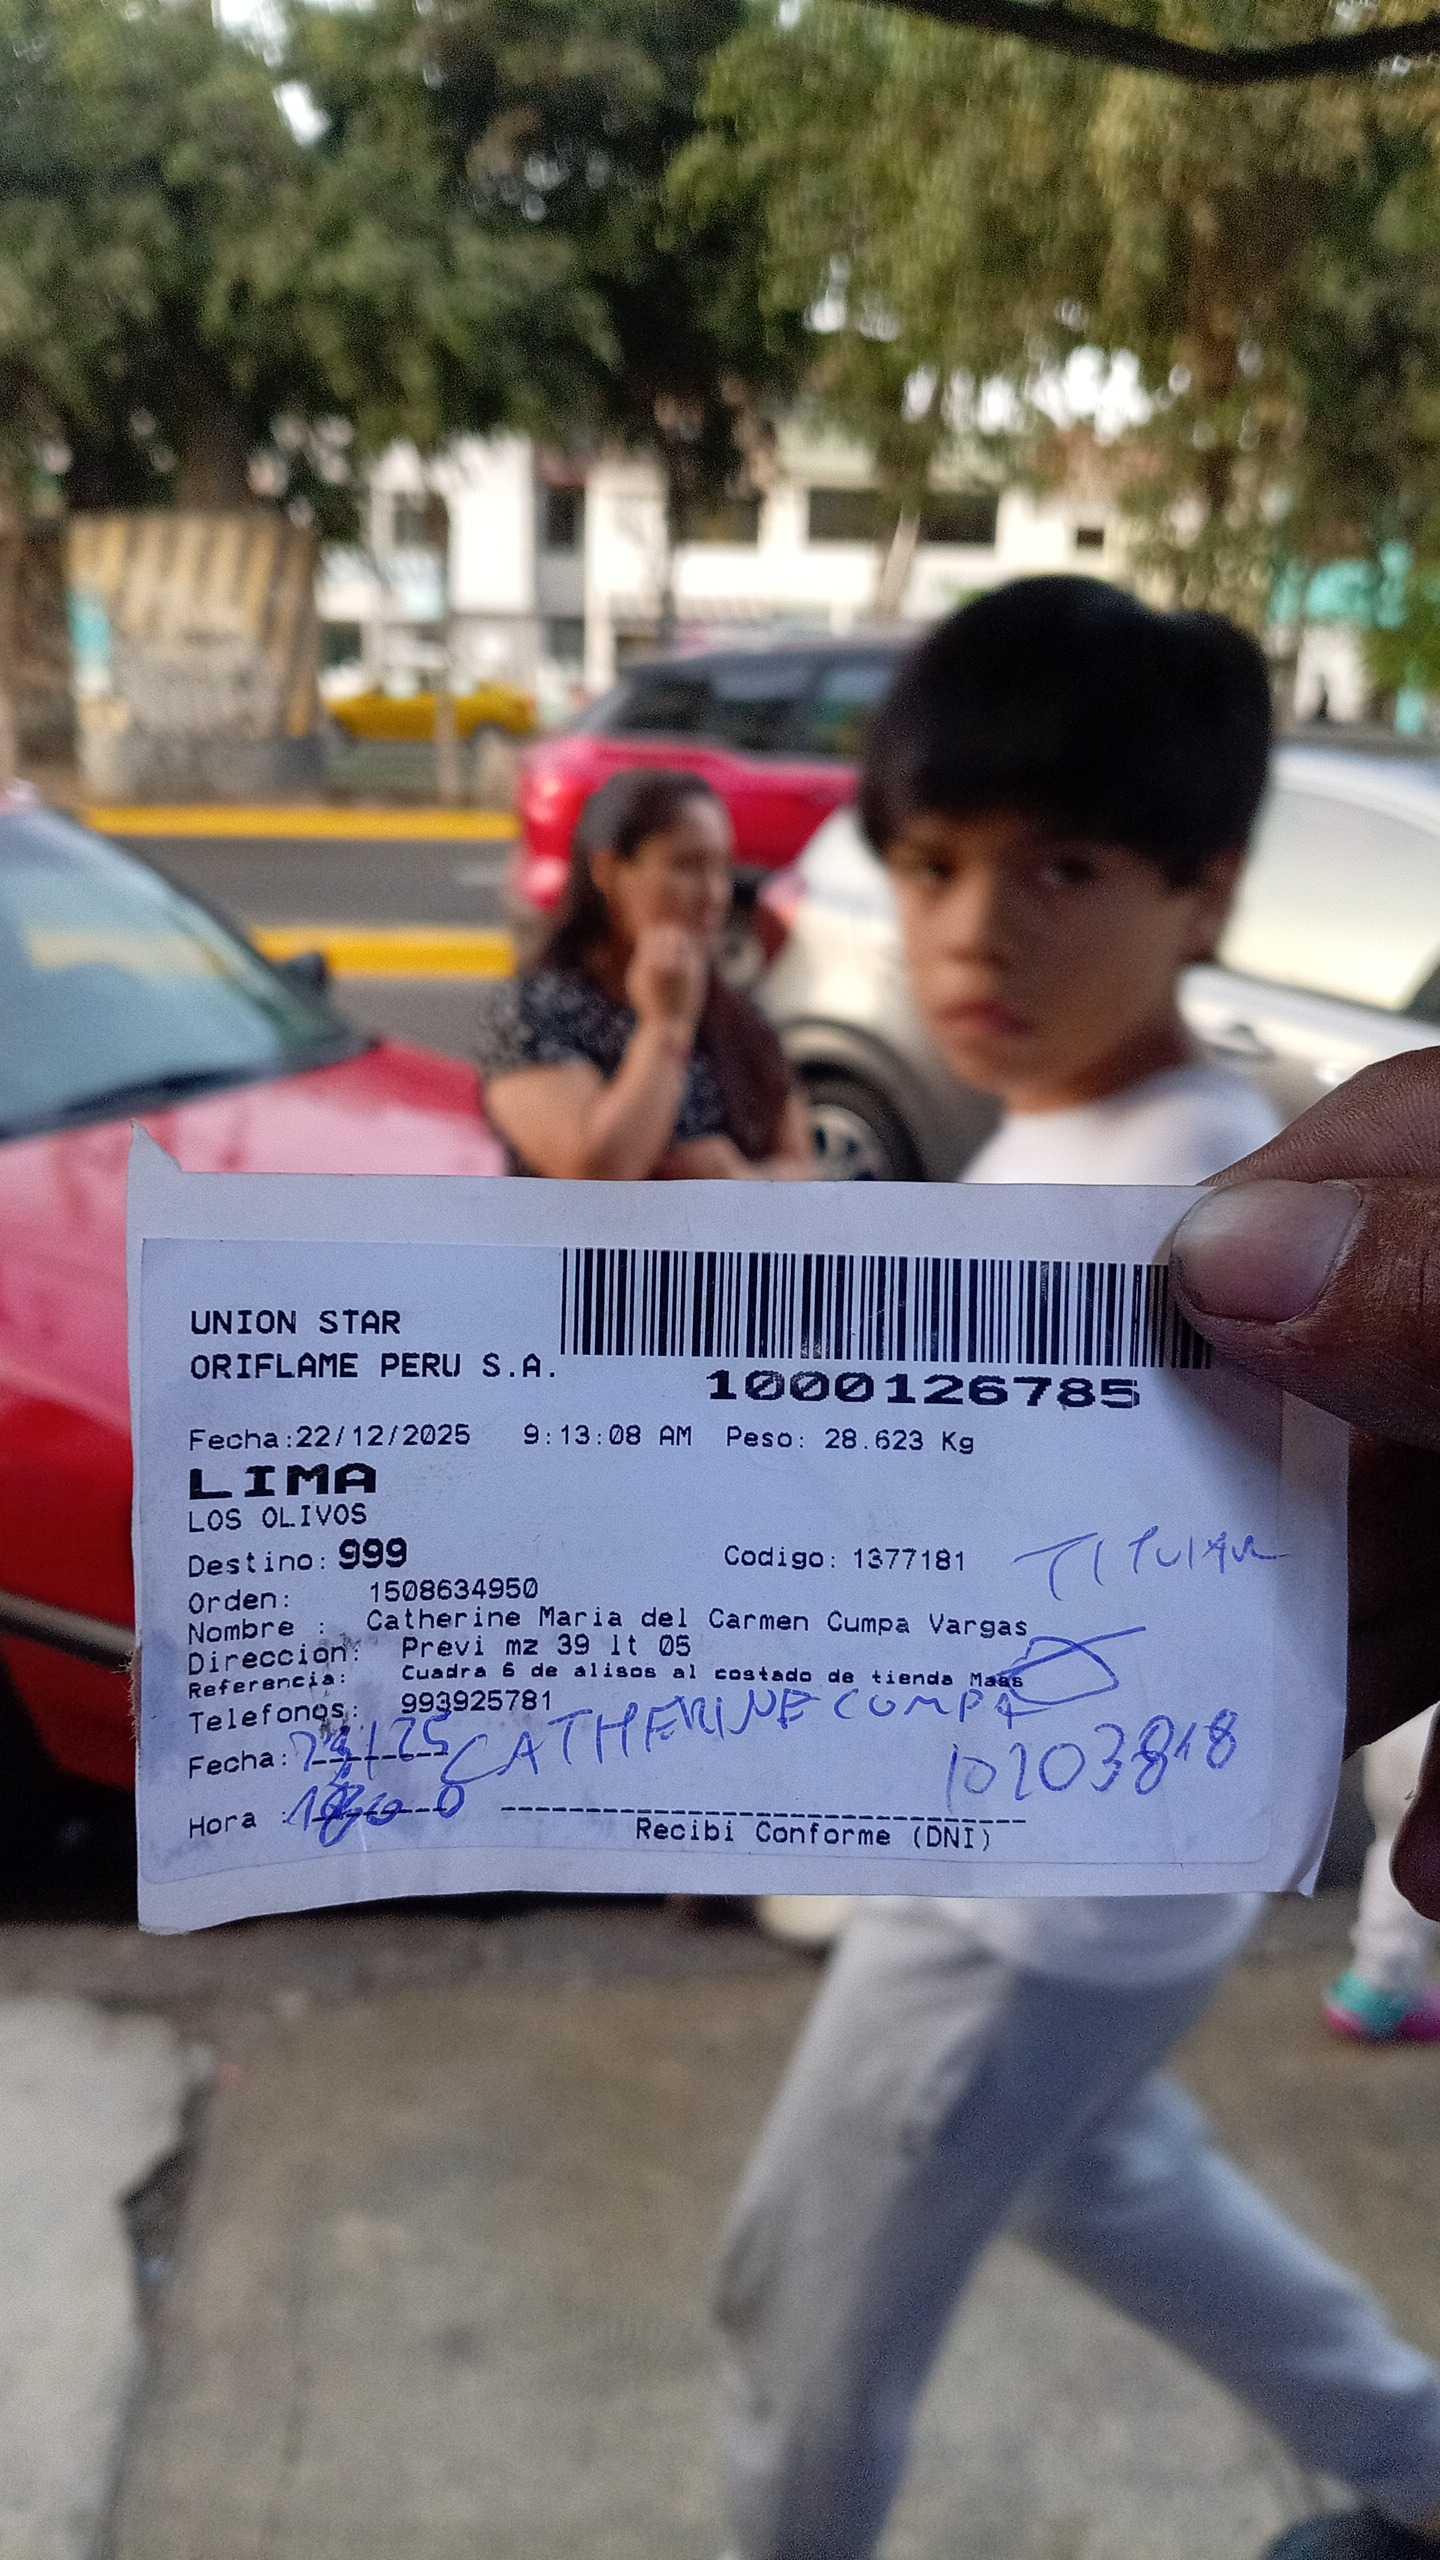 UNION STAR
ORIFLAME PERU S.A.
1000126785
Fecha:22/12/2025 9:13:08 AM Peso: 28.623 Kg
LIMA
LOS OLIVOS
Destino: 999 Codigo: 1377181 TITULAR
Orden: 1508634950
Nombre : Catherine Maria del Carmen Cumpa Vargas
Direccion: Previ mz 39 lt 05
Referencia: Cuadra 6 de alisos al costado de tienda Maas
Telefonos: 993925781
Fecha: CATHERINE CUMPA
Hora :
Recibi Conforme (DNI)